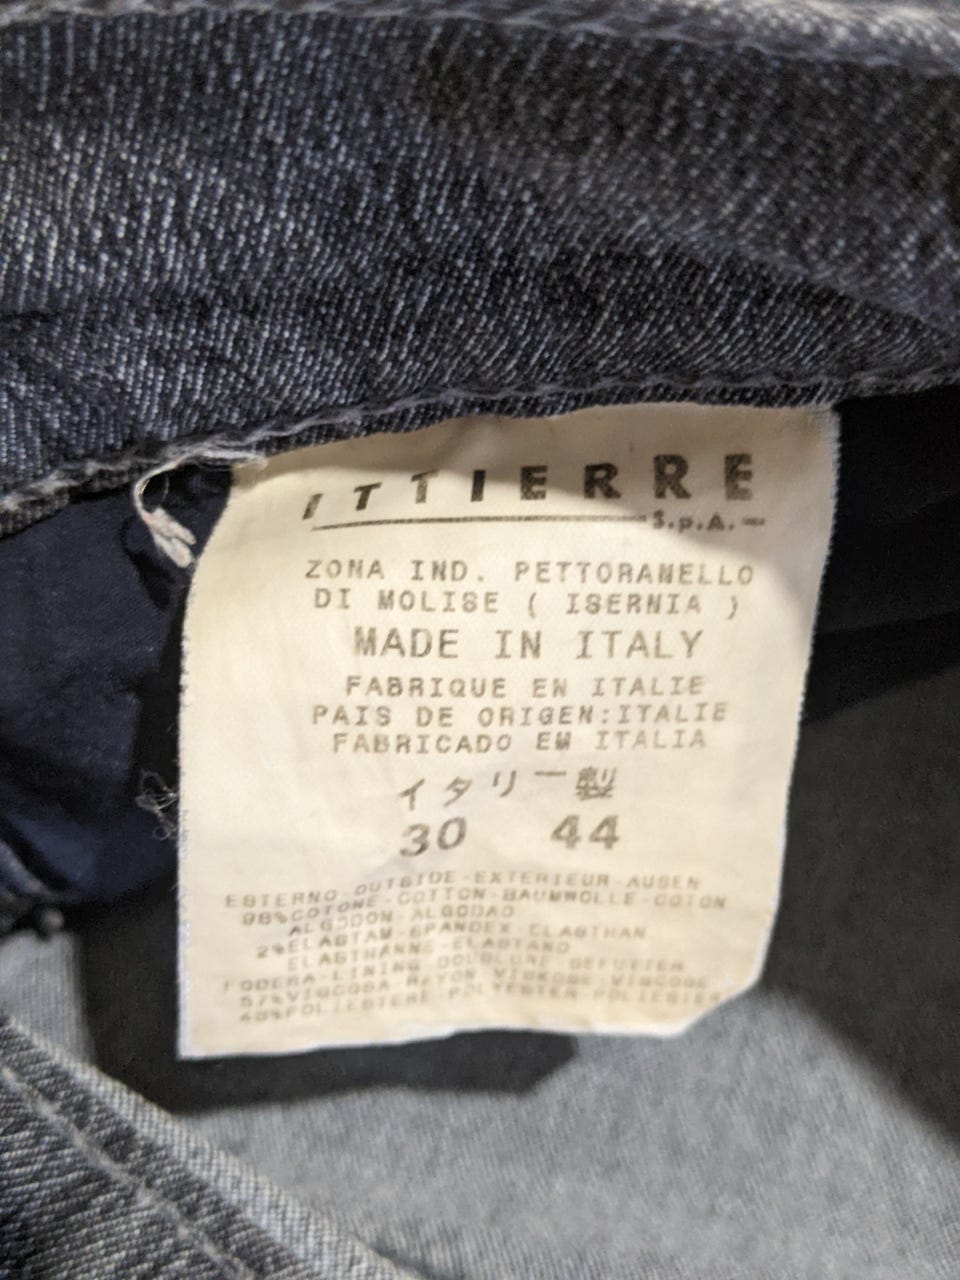 ITTIERRE
S.p.A.
ZONA IND. PETTORANELLO
DI MOLISE ( ISERNIA )
MADE IN ITALY
FABRIQUE EN ITALIE
PAIS DE ORIGEN:ITALIE
FABRICADO EM ITALIA
イタリー製
30 44
ESTERNO-OUTSIDE-EXTERIEUR-AUSEN
98%COTONE-COTTON-BAUMWOLLE-COTON
ALGODON-ALGODAO
2%ELASTAM-SPANDEX-ELASTHAN
ELASTHANNE-ELASTANO
FODERA-LINING DOUBLURE GEFUTTER
57%VISCOSA RAYON VISKOSE VISCOSE
POLIESTERE POLYESTER POLIESTER